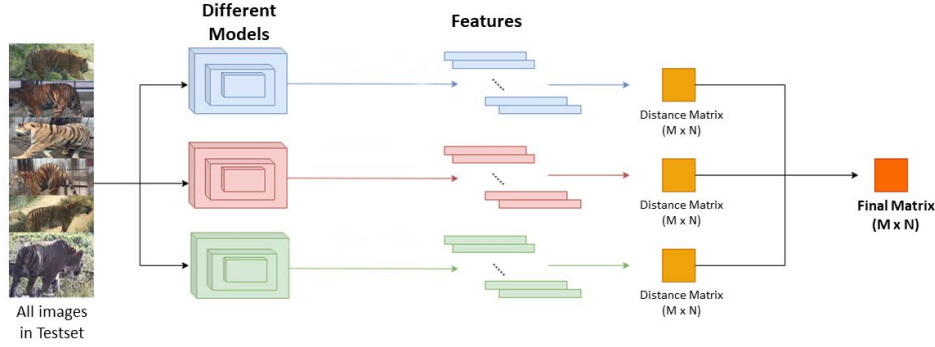 Different
Models
Features
Distance Matrix
(M x N)
Distance Matrix
(M x N)
Distance Matrix
(M x N)
Final Matrix
(M x N)
All images
in Testset